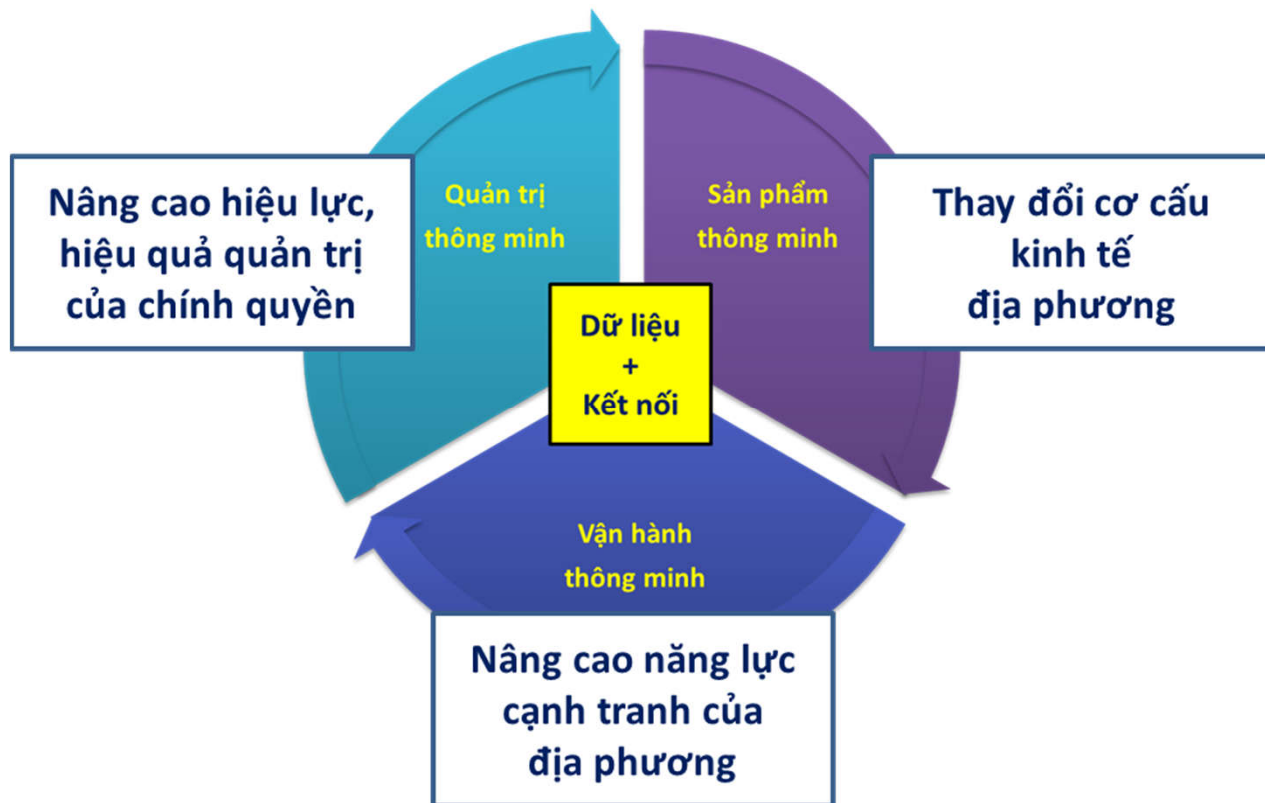 Quản trị
thông minh
Sản phẩm
thông minh
Nâng cao hiệu lực,
hiệu quả quản trị
của chính quyền
Thay đổi cơ cấu
kinh tế
địa phương
Dữ liệu
+
Kết nối
Vận hành
thông minh
Nâng cao năng lực
cạnh tranh của
địa phương